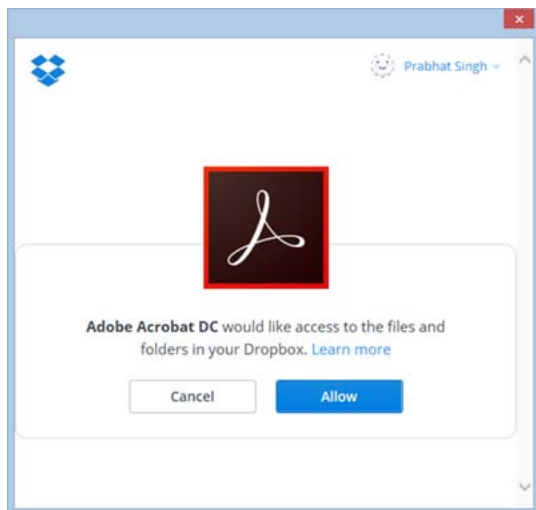 Prabhat Singh
Adobe Acrobat DC would like access to the files and
folders in your Dropbox. Learn more
Cancel
Allow